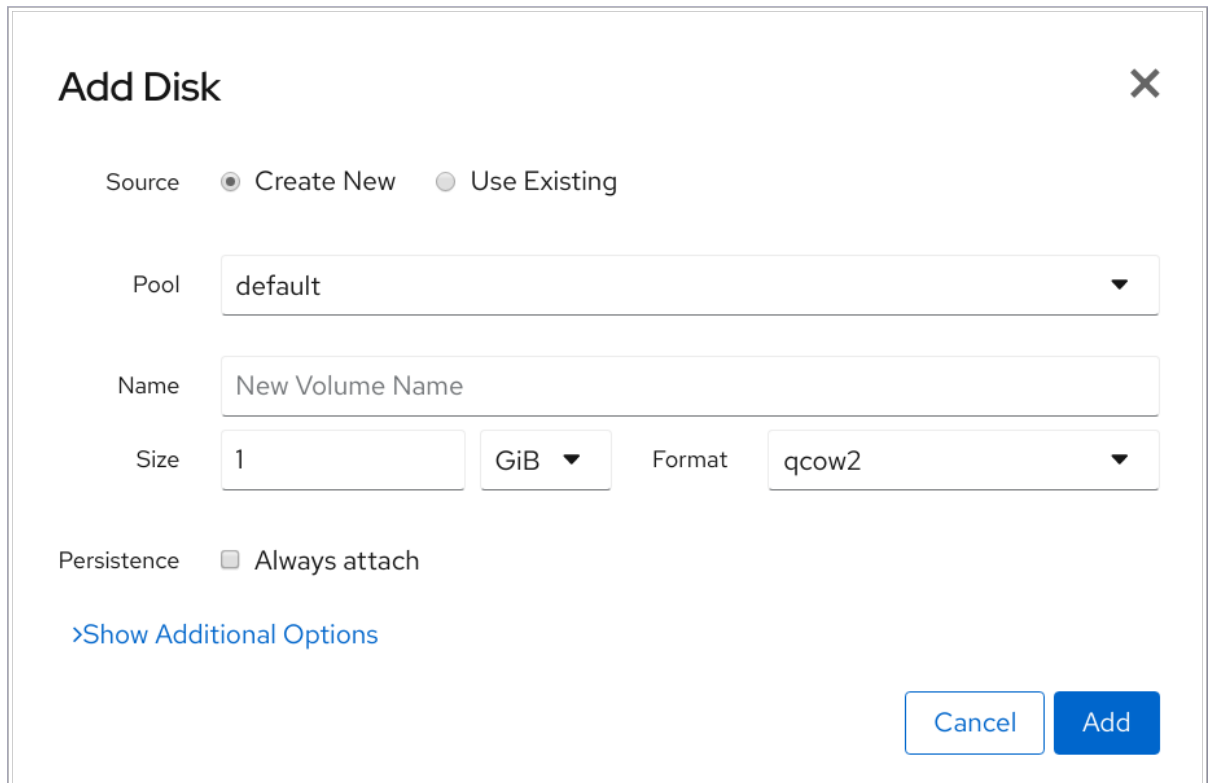 Add Disk
Source Create New Use Existing
Pool default
Name New Volume Name
Size 1 GiB Format qcow2
Persistence Always attach
>Show Additional Options
Cancel Add